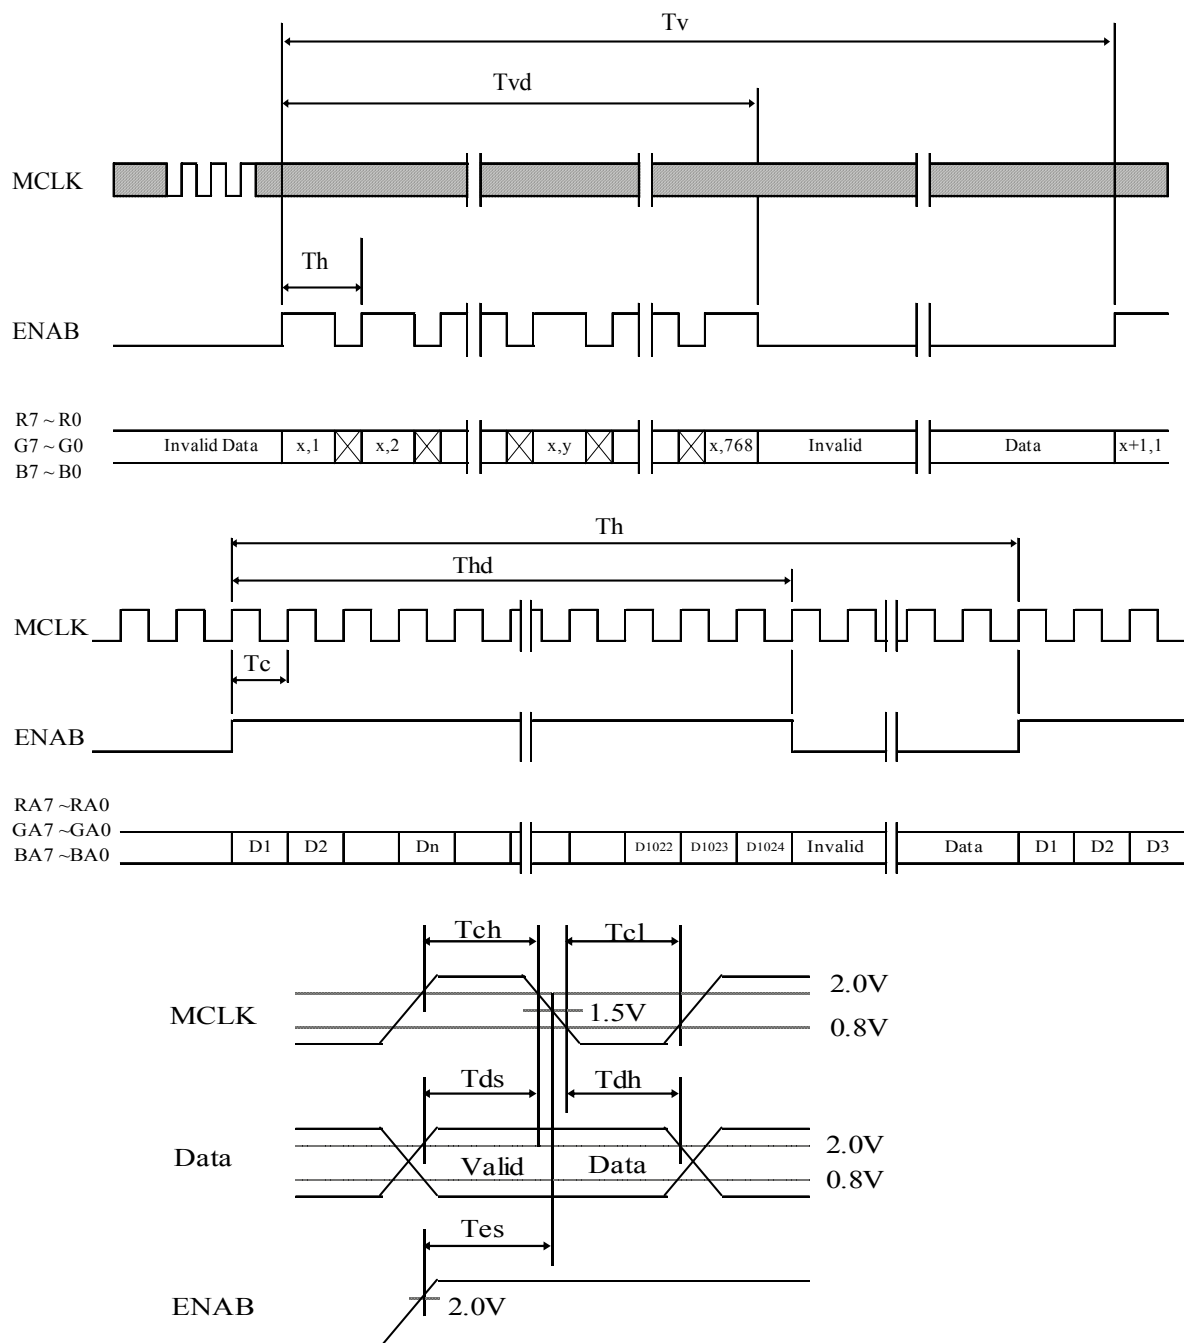 Tv
Tvd
MCLK
Th
ENAB
R7 ~ R0
G7 ~ G0
B7 ~ B0
Invalid Data x,1 x,2 x,y x,768 Invalid Data x+1,1
Th
Thd
MCLK
Tc
ENAB
RA7 ~RA0
GA7 ~GA0
BA7 ~BA0
D1 D2 Dn D1022 D1023 D1024 Invalid Data D1 D2 D3
Tch Tcl
MCLK
2.0V
1.5V
0.8V
Tds Tdh
Data
Valid Data
2.0V
0.8V
Tes
ENAB
2.0V